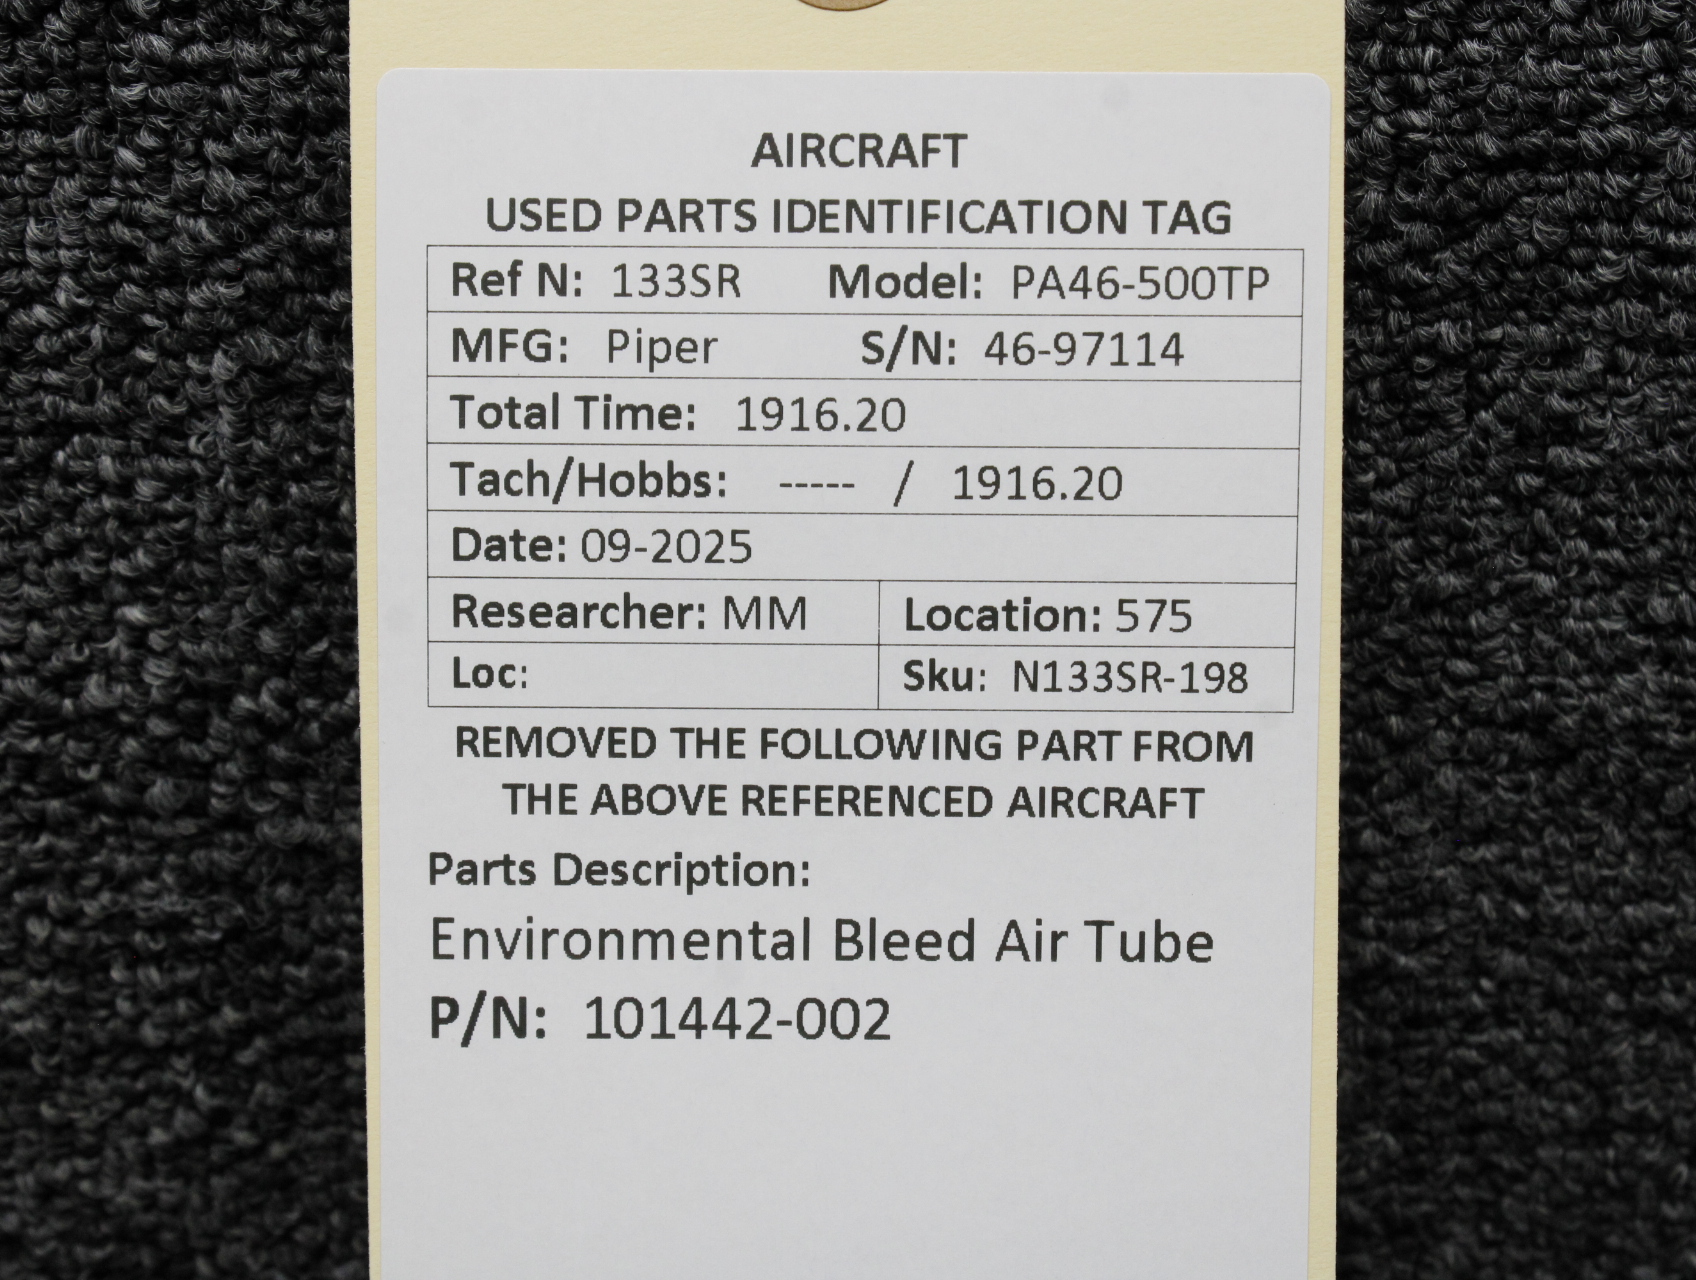 AIRCRAFT
USED PARTS IDENTIFICATION TAG
Ref N: 133SR Model: PA46-500TP
MFG: Piper S/N: 46-97114
Total Time: 1916.20
Tach/Hobbs: ----- / 1916.20
Date: 09-2025
Researcher: MM Location: 575
Loc: Sku: N133SR-198
REMOVED THE FOLLOWING PART FROM
THE ABOVE REFERENCED AIRCRAFT
Parts Description:
Environmental Bleed Air Tube
P/N: 101442-002